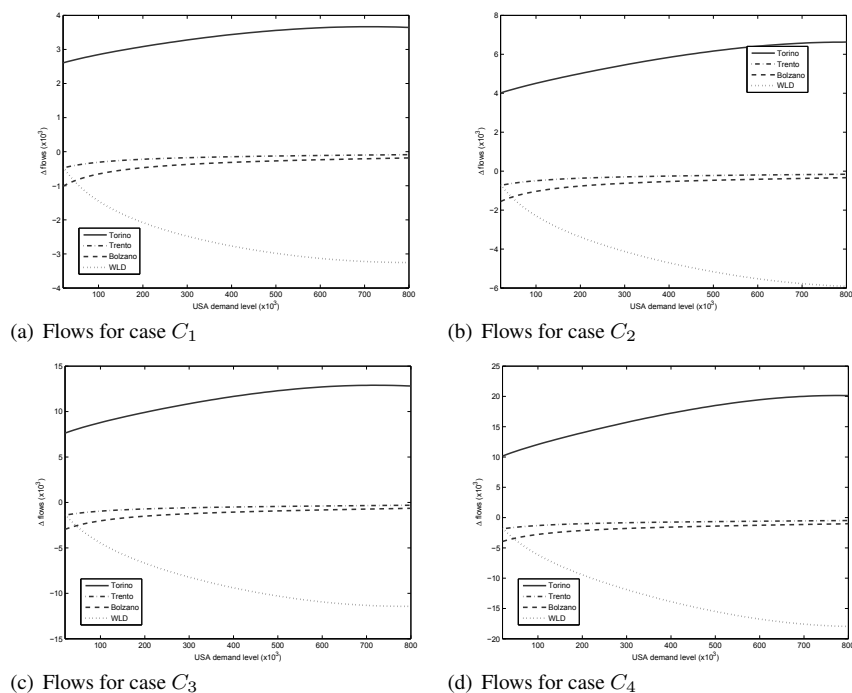 4
3
2
1
0
−1
−2
−3
−4
Δ flows (x10³)
Torino
Trento
Bolzano
WLD
100 200 300 400 500 600 700 800
USA demand level (x10³)
(a) Flows for case C₁
8
6
4
2
0
−2
−4
−6
Δ flows (x10³)
Torino
Trento
Bolzano
WLD
100 200 300 400 500 600 700 800
USA demand level (x10³)
(b) Flows for case C₂
15
10
5
0
−5
−10
−15
Δ flows (x10³)
Torino
Trento
Bolzano
WLD
100 200 300 400 500 600 700 800
USA demand level (x10³)
(c) Flows for case C₃
25
20
15
10
5
0
−5
−10
−15
−20
Δ flows (x10³)
Torino
Trento
Bolzano
WLD
100 200 300 400 500 600 700 800
USA demand level (x10³)
(d) Flows for case C₄